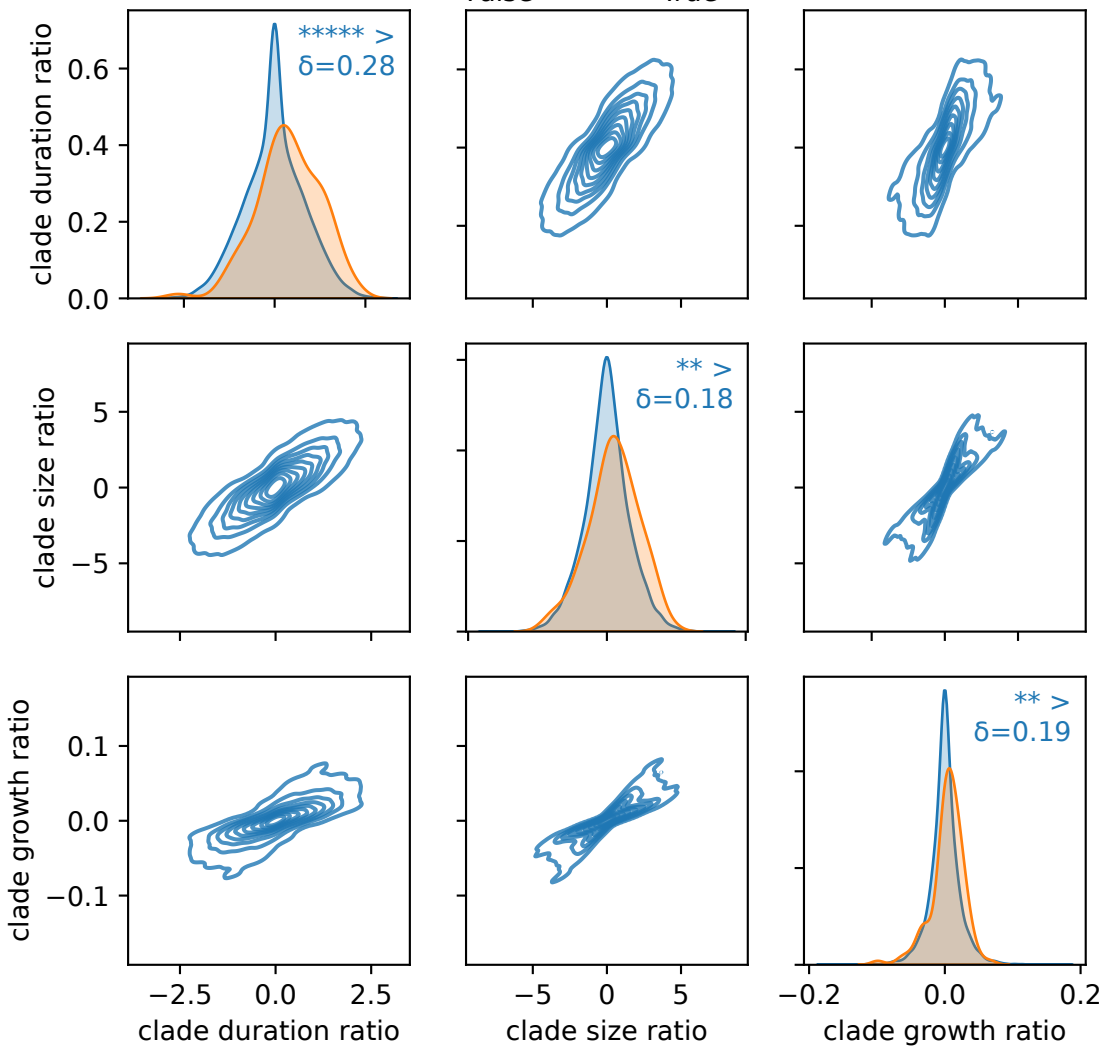 False True
clade duration ratio
0.6
0.4
0.2
0.0
***** >
δ=0.28
clade size ratio
5
0
−5
** >
δ=0.18
clade growth ratio
0.1
0.0
−0.1
** >
δ=0.19
−2.5 0.0 2.5
clade duration ratio
−5 0 5
clade size ratio
−0.2 0.0 0.2
clade growth ratio